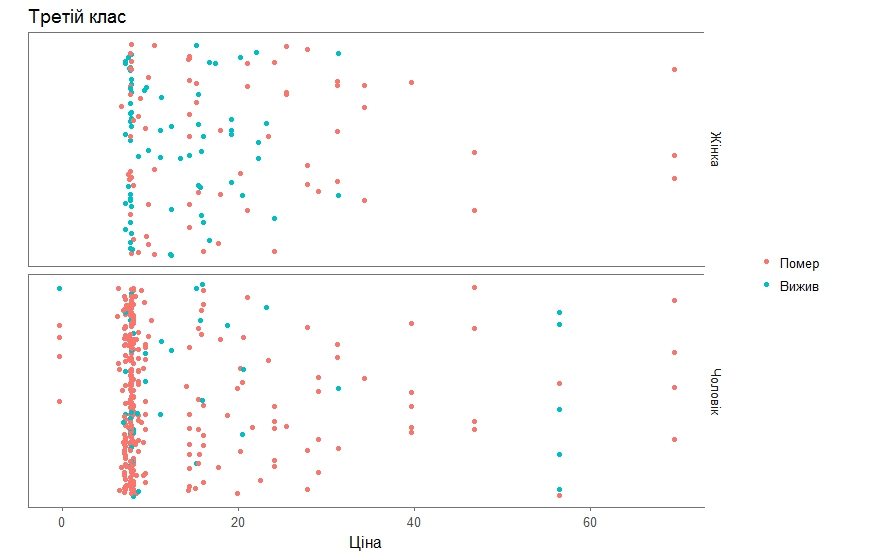 Третій клас
Жінка
Помер
Вижив
Чоловік
0
20
40
60
Ціна